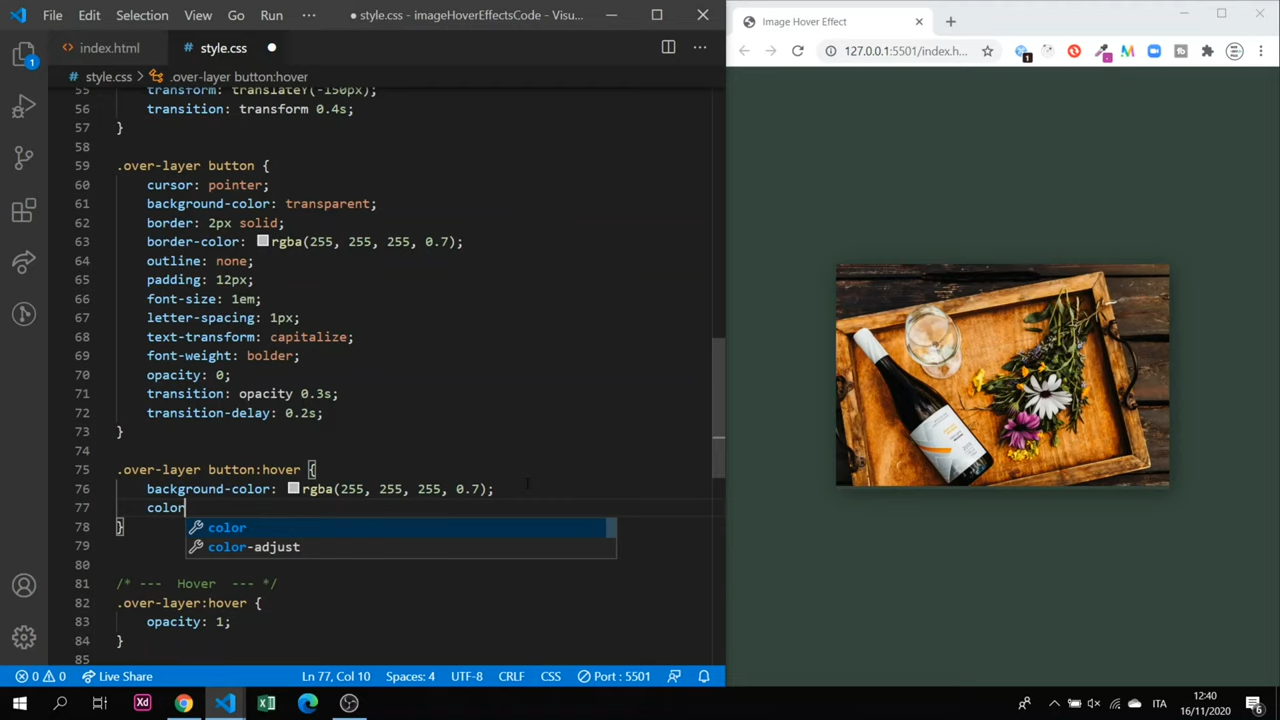 File Edit Selection View Go Run ··· ● style.css - imageHoverEffectsCode - Visu...
index.html style.css ●
# style.css > .over-layer button:hover
55 transform: translateY(-150px);
56 transition: transform 0.4s;
57 }
58
59 .over-layer button {
60 cursor: pointer;
61 background-color: transparent;
62 border: 2px solid;
63 border-color: rgba(255, 255, 255, 0.7);
64 outline: none;
65 padding: 12px;
66 font-size: 1em;
67 letter-spacing: 1px;
68 text-transform: capitalize;
69 font-weight: bolder;
70 opacity: 0;
71 transition: opacity 0.3s;
72 transition-delay: 0.2s;
73 }
74
75 .over-layer button:hover {
76 background-color: rgba(255, 255, 255, 0.7);
77 color
78 }
color
color-adjust
79
80
81 /* --- Hover --- */
82 .over-layer:hover {
83 opacity: 1;
84 }
85
0 0 Live Share Ln 77, Col 10 Spaces: 4 UTF-8 CRLF CSS Port : 5501
Image Hover Effect
127.0.0.1:5501/index.h...
1
1
Xd
ITA
12:40
16/11/2020
6